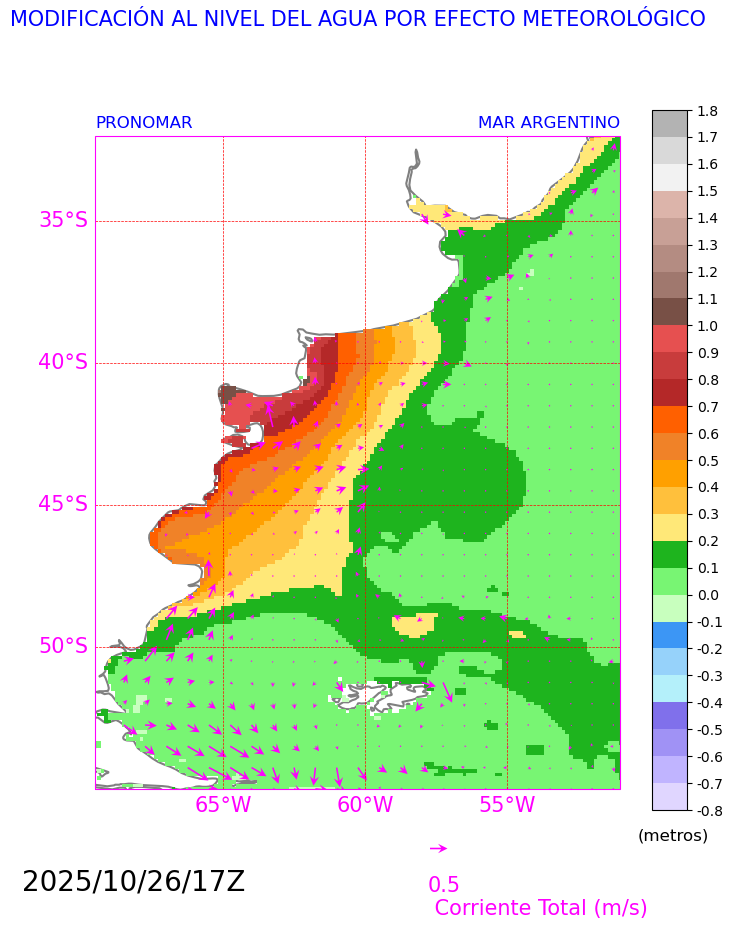 MODIFICACIÓN AL NIVEL DEL AGUA POR EFECTO METEOROLÓGICO
PRONOMAR MAR ARGENTINO
35°S
40°S
45°S
50°S
65°W 60°W 55°W
1.8
1.7
1.6
1.5
1.4
1.3
1.2
1.1
1.0
0.9
0.8
0.7
0.6
0.5
0.4
0.3
0.2
0.1
0.0
-0.1
-0.2
-0.3
-0.4
-0.5
-0.6
-0.7
-0.8
(metros)
2025/10/26/17Z
0.5
Corriente Total (m/s)